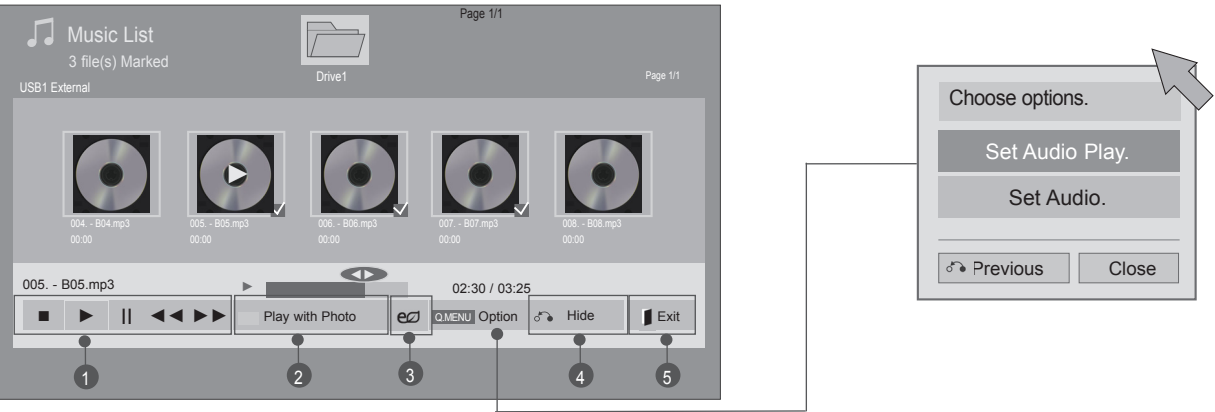 Page 1/1
Music List
3 file(s) Marked
Drive1
USB1 External
Page 1/1
004. - B04.mp3
00:00
005. - B05.mp3
00:00
006. - B06.mp3
00:00
007. - B07.mp3
00:00
008. - B08.mp3
00:00
005. - B05.mp3
02:30 / 03:25
Play with Photo
e
Q.MENU Option
Hide
Exit
1
2
3
4
5
Choose options.
Set Audio Play.
Set Audio.
Previous
Close